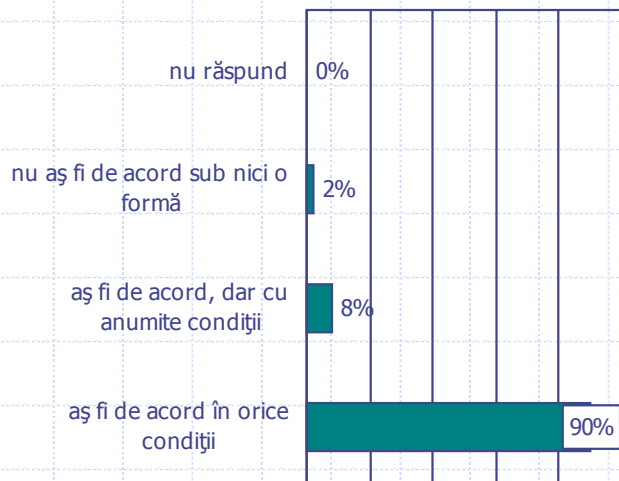 nu răspund 0%
nu aş fi de acord sub nici o
formă
2%
aş fi de acord, dar cu
anumite condiţii
8%
aş fi de acord în orice
condiţii
90%